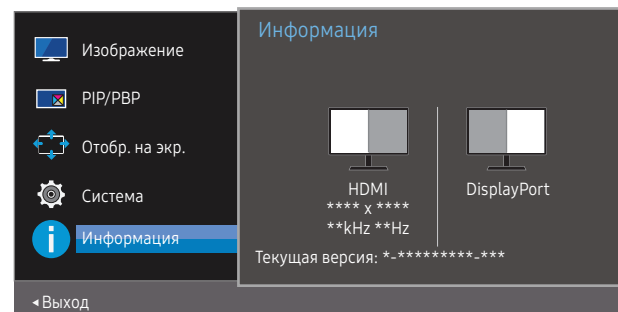 Изображение
PIP/PBP
Отобр. на экр.
Система
Информация
Информация
HDMI
**** x ****
**kHz **Hz
DisplayPort
Текущая версия: *-*********-***
Выход